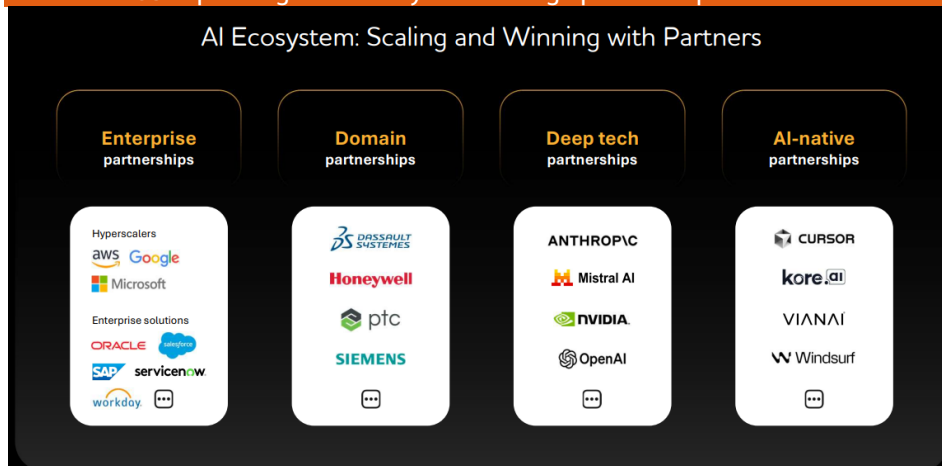 AI Ecosystem: Scaling and Winning with Partners
Enterprise
partnerships
Hyperscalers
aws Google
Microsoft
Enterprise solutions
ORACLE salesforce
SAP servicenow
workday.
Domain
partnerships
DS DASSAULT
SYSTEMES
Honeywell
ptc
SIEMENS
Deep tech
partnerships
ANTHROP\C
Mistral AI
NVIDIA.
OpenAI
AI-native
partnerships
CURSOR
kore.ai
VIANAI
Windsurf